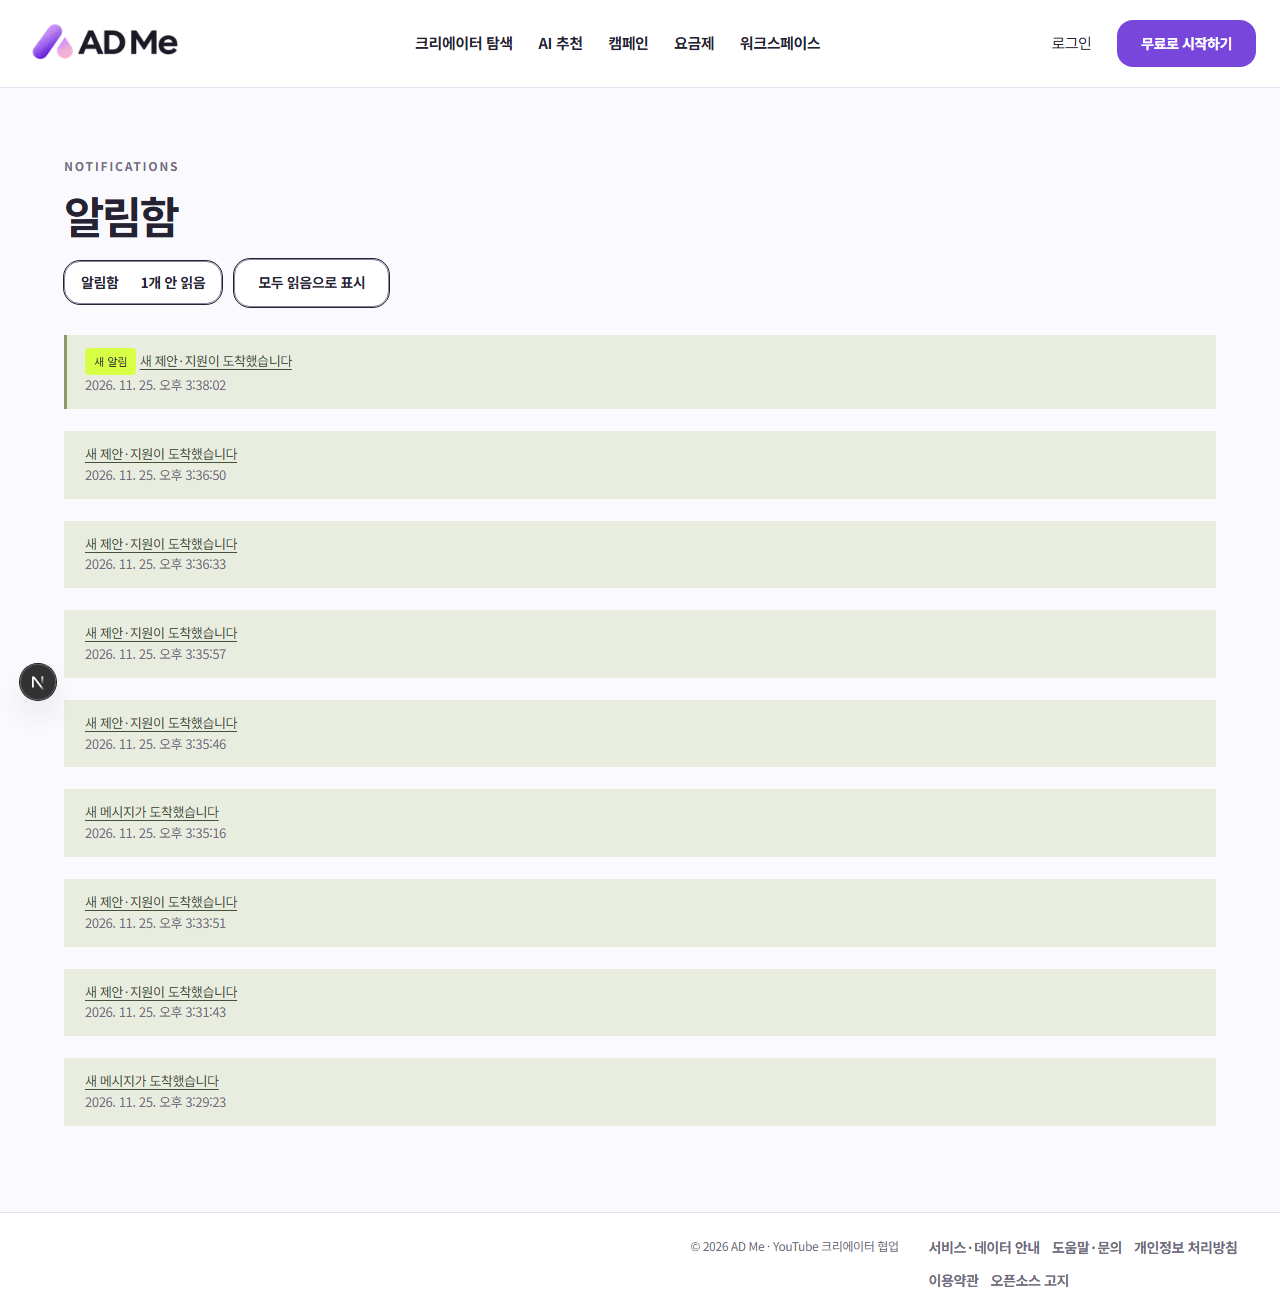 AD Me
크리에이터 탐색 AI 추천 캠페인 요금제 워크스페이스
로그인 무료로 시작하기
NOTIFICATIONS
알림함
알림함 1개 안 읽음 모두 읽음으로 표시
새 알림 새 제안·지원이 도착했습니다
2026. 11. 25. 오후 3:38:02
새 제안·지원이 도착했습니다
2026. 11. 25. 오후 3:36:50
새 제안·지원이 도착했습니다
2026. 11. 25. 오후 3:36:33
새 제안·지원이 도착했습니다
2026. 11. 25. 오후 3:35:57
N
새 제안·지원이 도착했습니다
2026. 11. 25. 오후 3:35:46
새 메시지가 도착했습니다
2026. 11. 25. 오후 3:35:16
새 제안·지원이 도착했습니다
2026. 11. 25. 오후 3:33:51
새 제안·지원이 도착했습니다
2026. 11. 25. 오후 3:31:43
새 메시지가 도착했습니다
2026. 11. 25. 오후 3:29:23
© 2026 AD Me · YouTube 크리에이터 협업
서비스·데이터 안내 도움말·문의 개인정보 처리방침
이용약관 오픈소스 고지